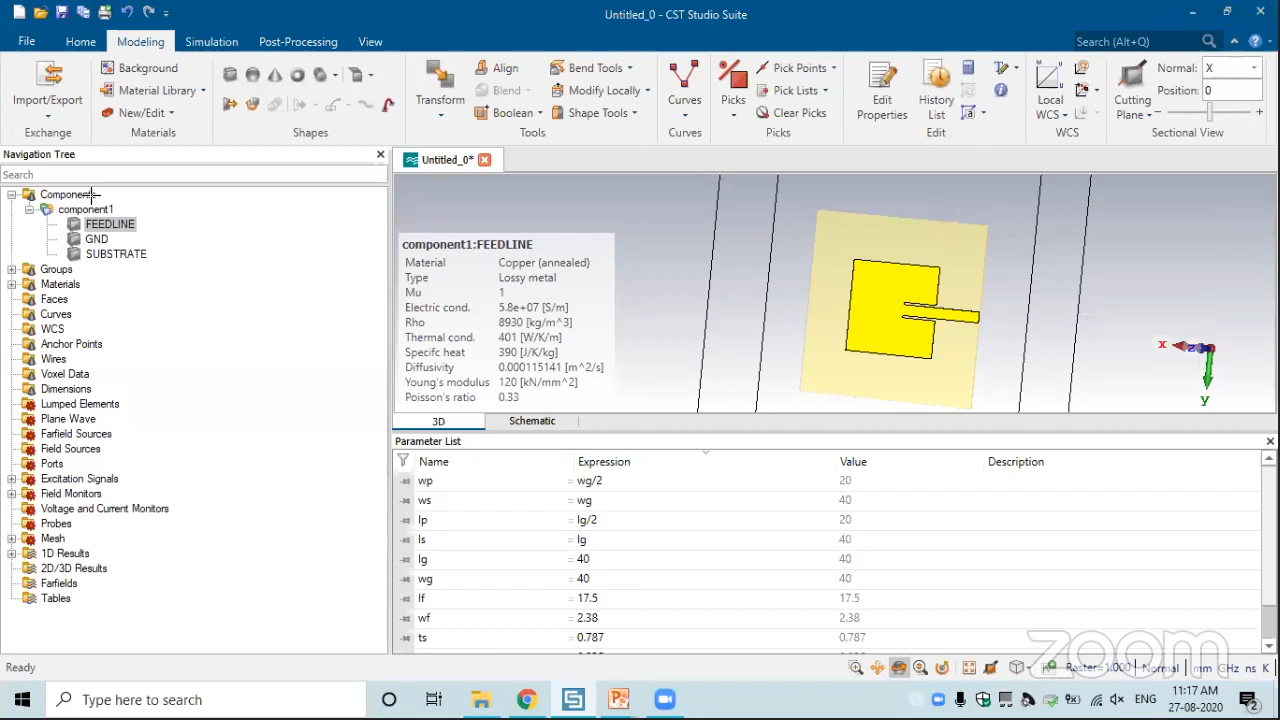 Untitled_0 - CST Studio Suite
File Home Modeling Simulation Post-Processing View Search (Alt+Q)
Import/Export
Exchange
Background
Material Library
New/Edit
Materials
Shapes
Transform
Align
Blend
Boolean
Bend Tools
Modify Locally
Shape Tools
Tools
Curves
Curves
Picks
Pick Points
Pick Lists
Clear Picks
Picks
Edit
Properties
History
List
Edit
Local
WCS
WCS
Cutting
Plane
Normal: X
Position: 0
Sectional View
Navigation Tree
Search
Components
component1
FEEDLINE
GND
SUBSTRATE
Groups
Materials
Faces
Curves
WCS
Anchor Points
Wires
Voxel Data
Dimensions
Lumped Elements
Plane Wave
Farfield Sources
Field Sources
Ports
Excitation Signals
Field Monitors
Voltage and Current Monitors
Probes
Mesh
1D Results
2D/3D Results
Farfields
Tables
Untitled_0*
component1:FEEDLINE
Material Copper (annealed)
Type Lossy metal
Mu 1
Electric cond. 5.8e+07 [S/m]
Rho 8930 [kg/m^3]
Thermal cond. 401 [W/K/m]
Specifc heat 390 [J/K/kg]
Diffusivity 0.000115141 [m^2/s]
Young's modulus 120 [kN/mm^2]
Poisson's ratio 0.33
x
z
y
3D Schematic
Parameter List
Name Expression Value Description
wp = wg/2 20
ws = wg 40
lp = lg/2 20
ls = lg 40
lg = 40 40
wg = 40 40
lf = 17.5 17.5
wf = 2.38 2.38
ts = 0.787 0.787
zoom
Ready
Raster=1.000 Normal mm GHz ns K
Type here to search
ENG
11:17 AM
27-08-2020
2